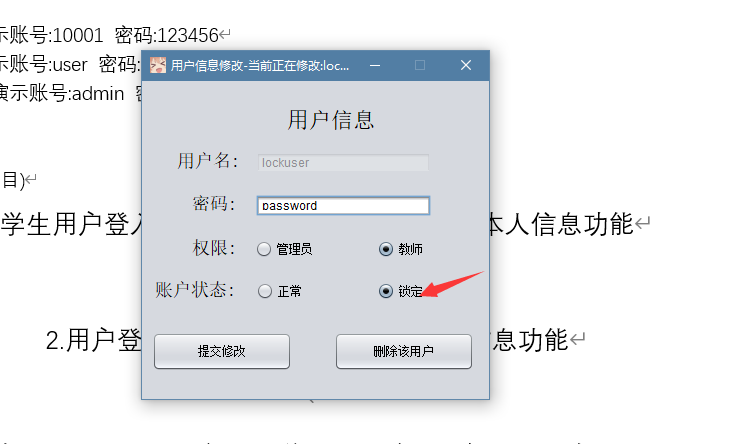 示账号:10001 密码:123456
示账号:user 密码:
演示账号:admin
用户信息修改-当前正在修改:loc...
用户信息
目)
用户名: lockuser
密码: password
学生用户登 本人信息功能
权限: 管理员 教师
账户状态: 正常 锁定
2.用户登 息功能
提交修改 删除该用户